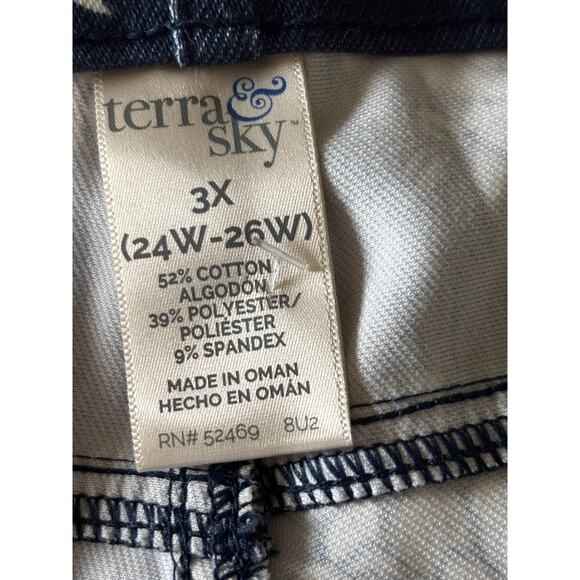 terra & sky™
3X
(24W-26W)
52% COTTON
ALGODÓN
39% POLYESTER/
POLIÉSTER
9% SPANDEX
MADE IN OMAN
HECHO EN OMÁN
RN# 52469 8U2